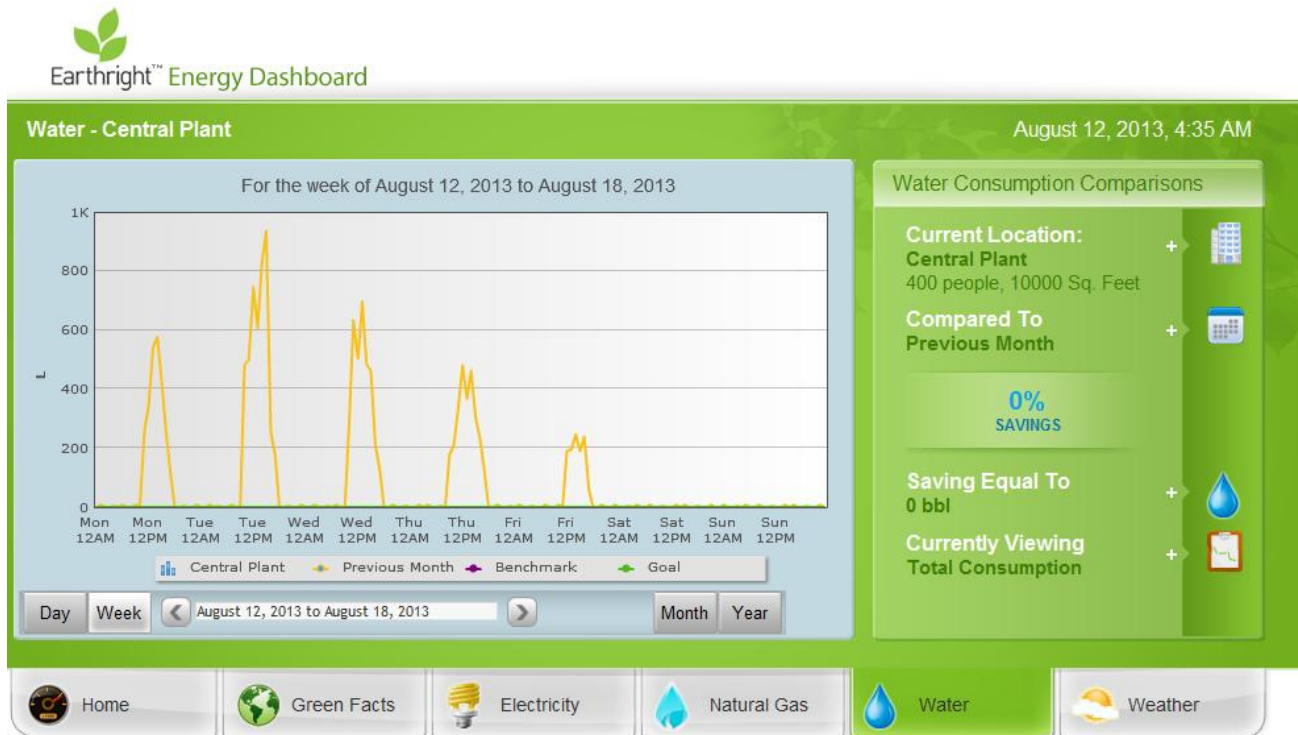 Earthright™ Energy Dashboard
Water - Central Plant
August 12, 2013, 4:35 AM
For the week of August 12, 2013 to August 18, 2013
1K
800
600
400
200
0
L
Mon Mon Tue Tue Wed Wed Thu Thu Fri Fri Sat Sat Sun Sun
12AM 12PM 12AM 12PM 12AM 12PM 12AM 12PM 12AM 12PM 12AM 12PM 12AM 12PM
Central Plant Previous Month Benchmark Goal
Day Week August 12, 2013 to August 18, 2013 Month Year
Water Consumption Comparisons
Current Location:
Central Plant
400 people, 10000 Sq. Feet
Compared To
Previous Month
0%
SAVINGS
Saving Equal To
0 bbl
Currently Viewing
Total Consumption
Home Green Facts Electricity Natural Gas Water Weather